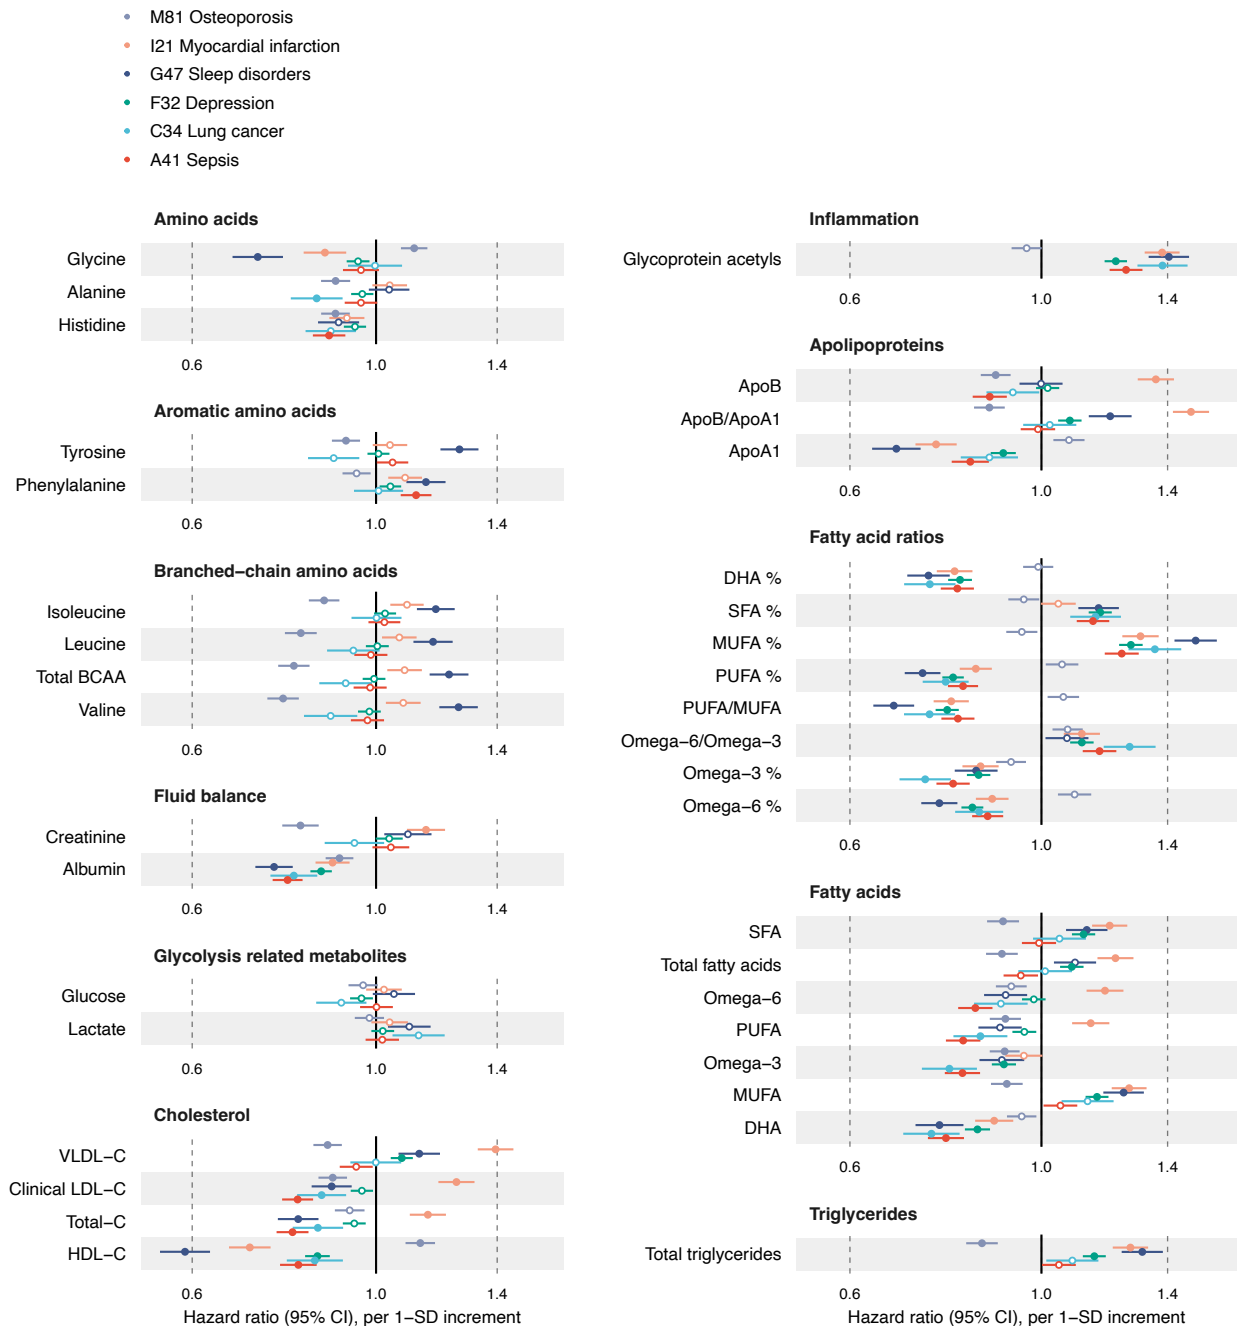 M81 Osteoporosis
I21 Myocardial infarction
G47 Sleep disorders
F32 Depression
C34 Lung cancer
A41 Sepsis
Amino acids
Glycine
Alanine
Histidine
0.6 1.0 1.4
Aromatic amino acids
Tyrosine
Phenylalanine
0.6 1.0 1.4
Branched−chain amino acids
Isoleucine
Leucine
Total BCAA
Valine
0.6 1.0 1.4
Fluid balance
Creatinine
Albumin
0.6 1.0 1.4
Glycolysis related metabolites
Glucose
Lactate
0.6 1.0 1.4
Cholesterol
VLDL−C
Clinical LDL−C
Total−C
HDL−C
0.6 1.0 1.4
Hazard ratio (95% CI), per 1−SD increment
Inflammation
Glycoprotein acetyls
0.6 1.0 1.4
Apolipoproteins
ApoB
ApoB/ApoA1
ApoA1
0.6 1.0 1.4
Fatty acid ratios
DHA %
SFA %
MUFA %
PUFA %
PUFA/MUFA
Omega−6/Omega−3
Omega−3 %
Omega−6 %
0.6 1.0 1.4
Fatty acids
SFA
Total fatty acids
Omega−6
PUFA
Omega−3
MUFA
DHA
0.6 1.0 1.4
Triglycerides
Total triglycerides
0.6 1.0 1.4
Hazard ratio (95% CI), per 1−SD increment